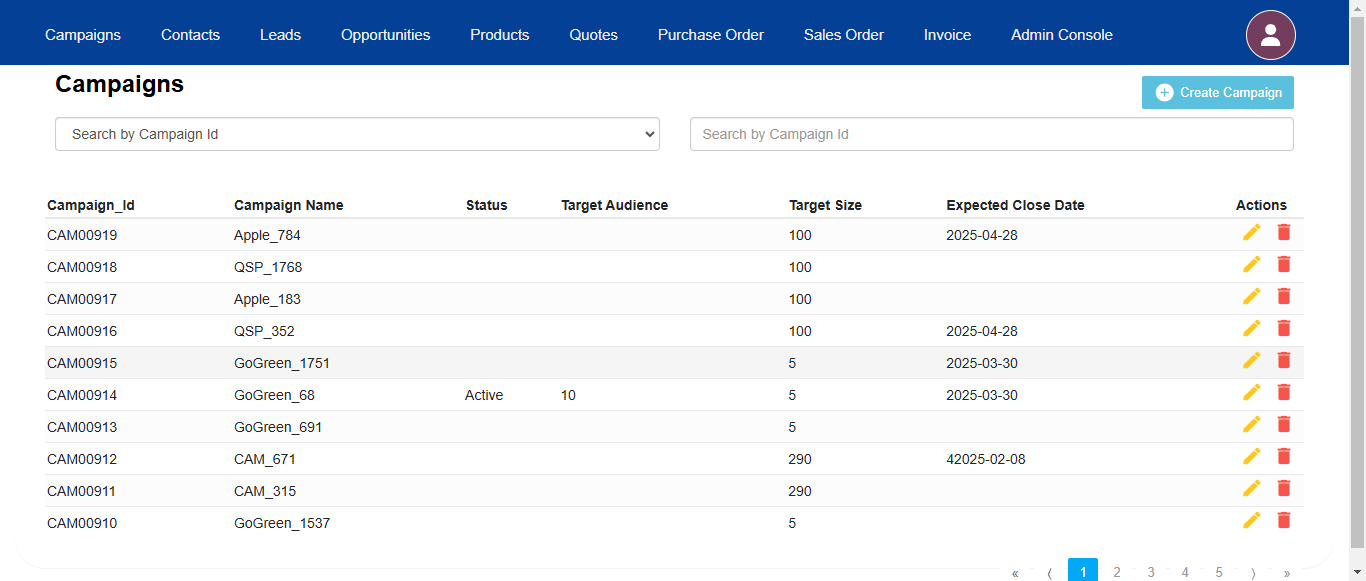 Campaigns Contacts Leads Opportunities Products Quotes Purchase Order Sales Order Invoice Admin Console
Campaigns
Create Campaign
Search by Campaign Id Search by Campaign Id
Campaign_Id Campaign Name Status Target Audience Target Size Expected Close Date Actions
CAM00919 Apple_784 100 2025-04-28
CAM00918 QSP_1768 100
CAM00917 Apple_183 100
CAM00916 QSP_352 100 2025-04-28
CAM00915 GoGreen_1751 5 2025-03-30
CAM00914 GoGreen_68 Active 10 5 2025-03-30
CAM00913 GoGreen_691 5
CAM00912 CAM_671 290 42025-02-08
CAM00911 CAM_315 290
CAM00910 GoGreen_1537 5
« ⟨ 1 2 3 4 5 ⟩ »